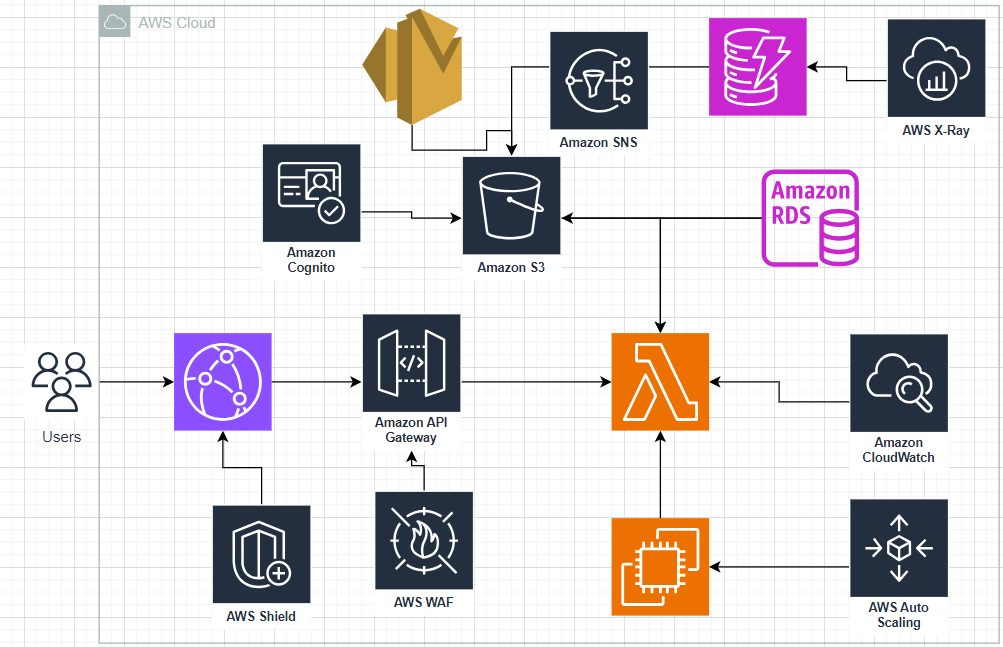 AWS Cloud
Amazon SNS
AWS X-Ray
Amazon
Cognito
Amazon S3
Amazon
RDS
Users
</>
Amazon API
Gateway
Amazon
CloudWatch
AWS Shield
AWS WAF
AWS Auto
Scaling